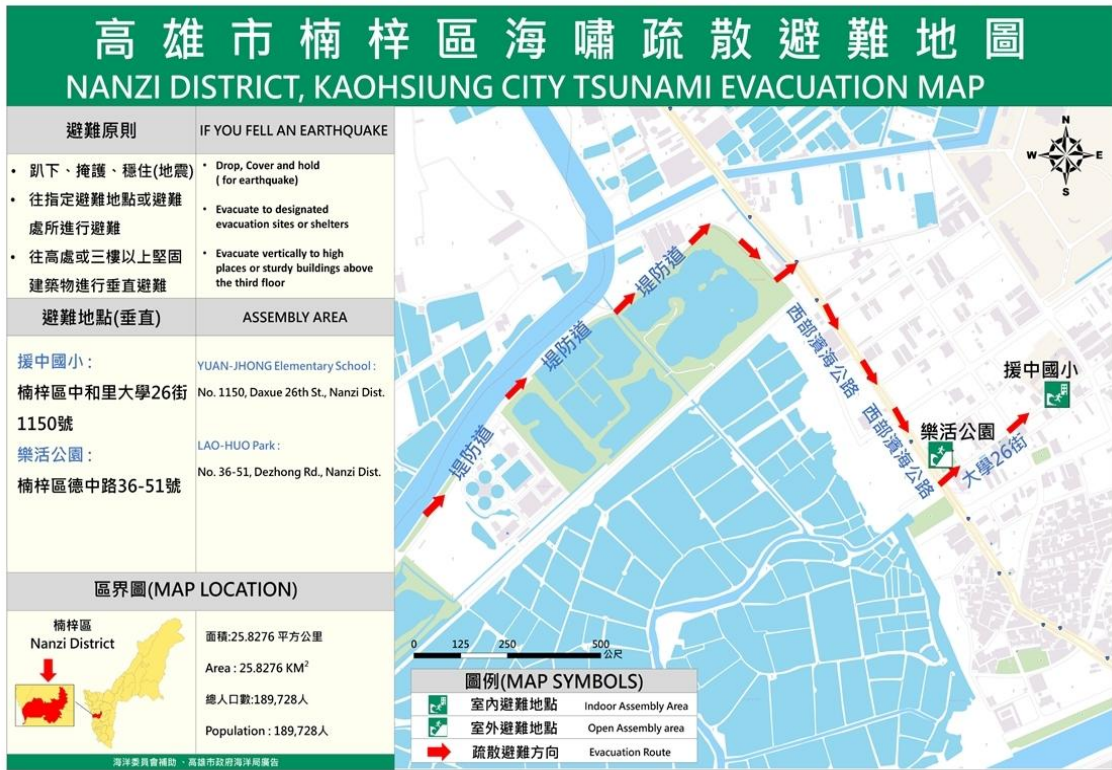 高雄市楠梓區海嘯疏散避難地圖
NANZI DISTRICT, KAOHSIUNG CITY TSUNAMI EVACUATION MAP
避難原則
IF YOU FELL AN EARTHQUAKE
• 趴下、掩護、穩住(地震)
• 往指定避難地點或避難
處所進行避難
• 往高處或三樓以上堅固
建築物進行垂直避難
• Drop, Cover and hold
( for earthquake)
• Evacuate to designated
evacuation sites or shelters
• Evacuate vertically to high
places or sturdy buildings above
the third floor
避難地點(垂直)
ASSEMBLY AREA
援中國小 :
楠梓區中和里大學26街
1150號
樂活公園 :
楠梓區德中路36-51號
YUAN-JHONG Elementary School :
No. 1150, Daxue 26th St., Nanzi Dist.
LAO-HUO Park :
No. 36-51, Dezhong Rd., Nanzi Dist.
區界圖(MAP LOCATION)
楠梓區
Nanzi District
面積:25.8276 平方公里
Area : 25.8276 KM²
總人口數:189,728人
Population : 189,728人
海洋委員會補助、高雄市政府海洋局廣告
N
W
E
S
堤防道
堤防道
堤防道
堤防道
西部濱海公路
西部濱海公路
援中國小
樂活公園
大學26街
0 125 250 500
公尺
圖例(MAP SYMBOLS)
室內避難地點 Indoor Assembly Area
室外避難地點 Open Assembly area
疏散避難方向 Evacuation Route